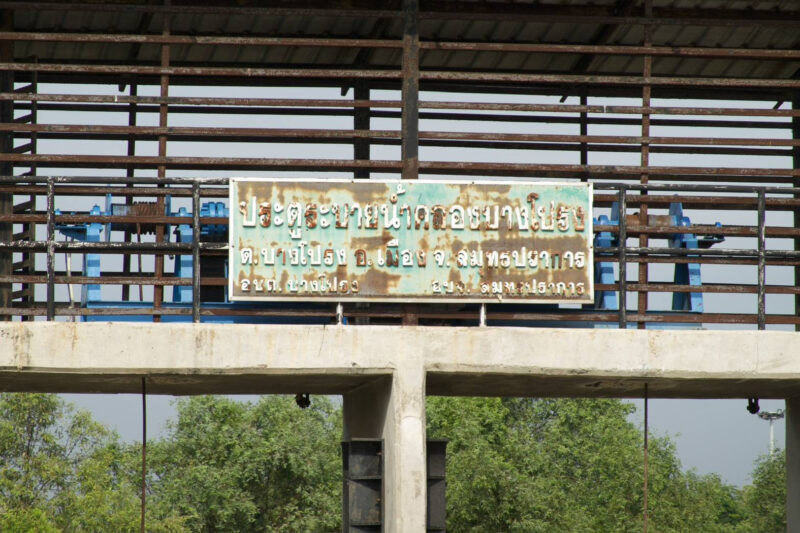 ประตูระบายน้ำคลองบางโปรง
ต.บางโปรง อ.เมือง จ.สมุทรปราการ
อบต. บางโปรง อบจ. สมุทรปราการ